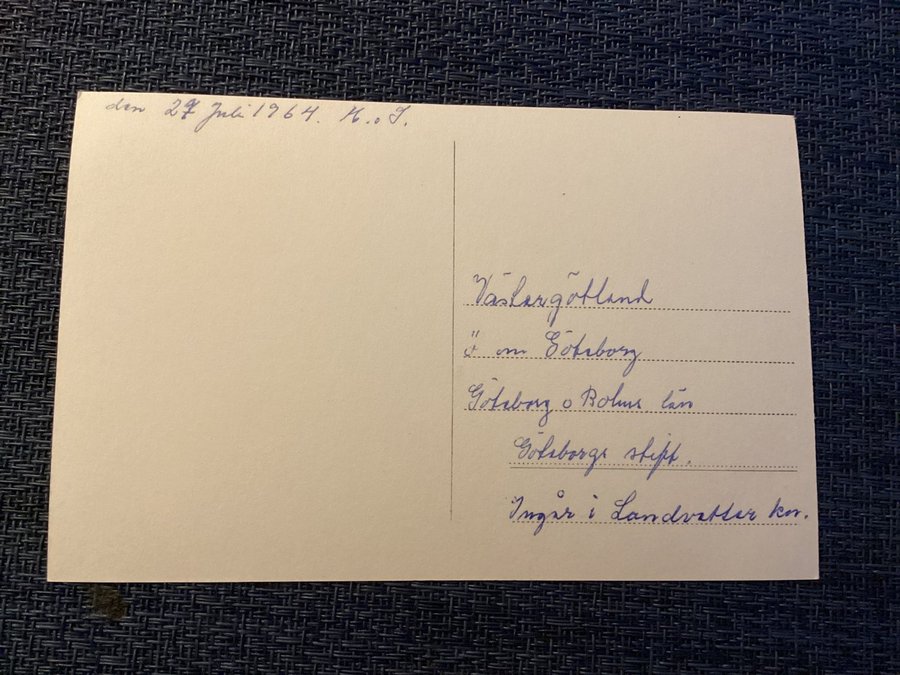 den 27 Juli 1964. H. o J.
Västergötland
ö om Göteborg
Göteborg o Bohus län
Göteborgs stift.
Ingår i Landvetter kn.